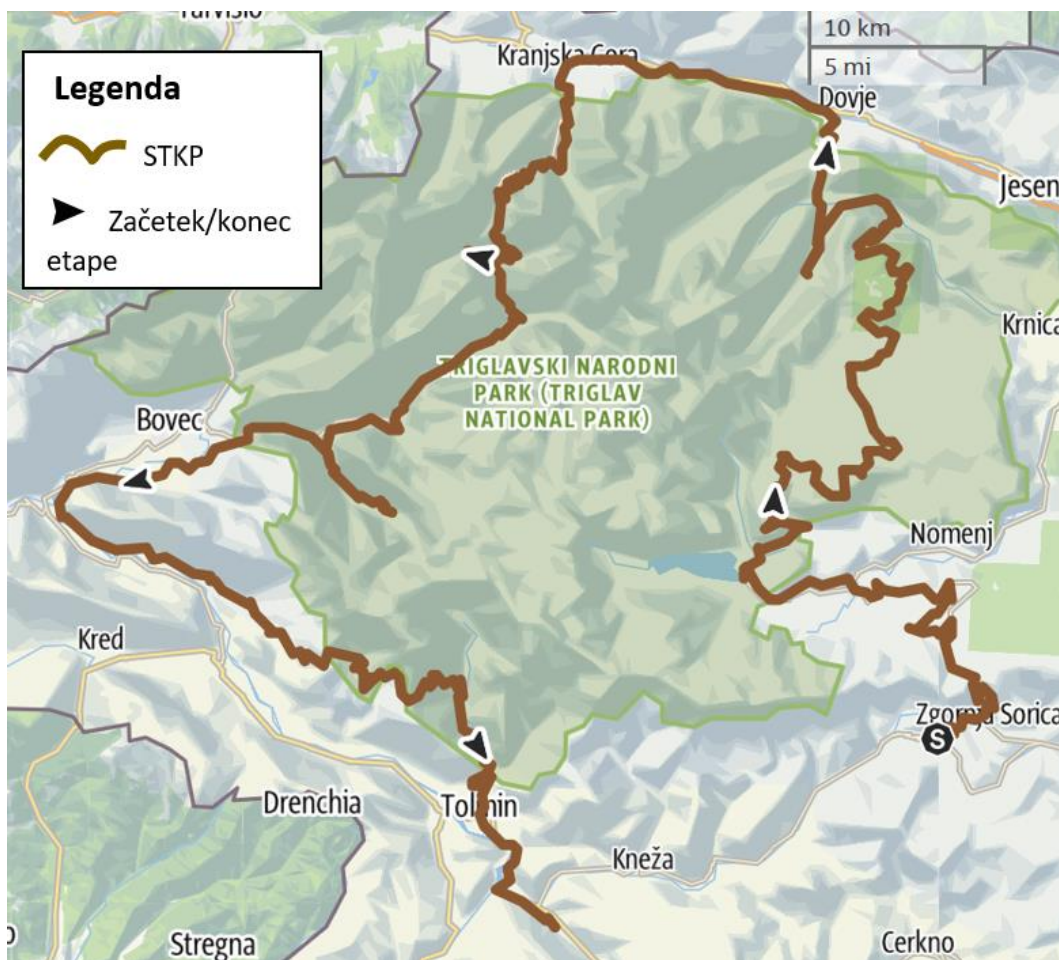 Tarvisio
10 km
5 mi
Kranjska Gora
Legenda
STKP
Začetek/konec
etape
Dovje
Jesen
Krnica
TRIGLAVSKI NARODNI
PARK (TRIGLAV
NATIONAL PARK)
Bovec
Nomenj
Kred
Zgornja Sorica
S
Drenchia
Tolmin
Kneža
Stregna
Cerkno
o